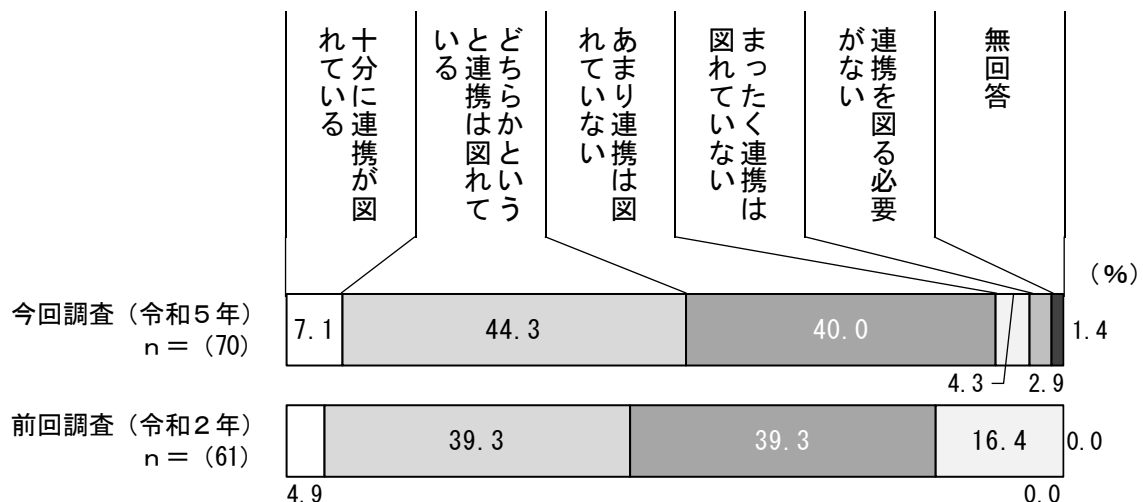 十分に連携が図
れている
どちらかという
と連携は図れて
いる
あまり連携は図
れていない
まったく連携は
図れていない
連携を図る必要
がない
無回答
(%)
今回調査（令和５年）
ｎ＝（70）
7.1
44.3
40.0
4.3
2.9
1.4
前回調査（令和２年）
ｎ＝（61）
4.9
39.3
39.3
16.4
0.0
0.0